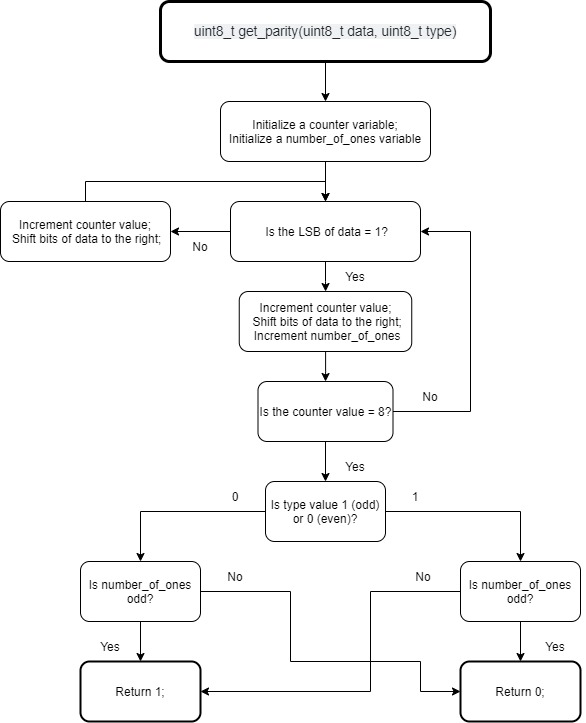 uint8_t get_parity(uint8_t data, uint8_t type)
Initialize a counter variable;
Initialize a number_of_ones variable
Increment counter value;
Shift bits of data to the right;
No
Is the LSB of data = 1?
Yes
Increment counter value;
Shift bits of data to the right;
Increment number_of_ones
Is the counter value = 8?
No
Yes
0
Is type value 1 (odd)
or 0 (even)?
1
Is number_of_ones
odd?
No
No
Is number_of_ones
odd?
Yes
Yes
Return 1;
Return 0;